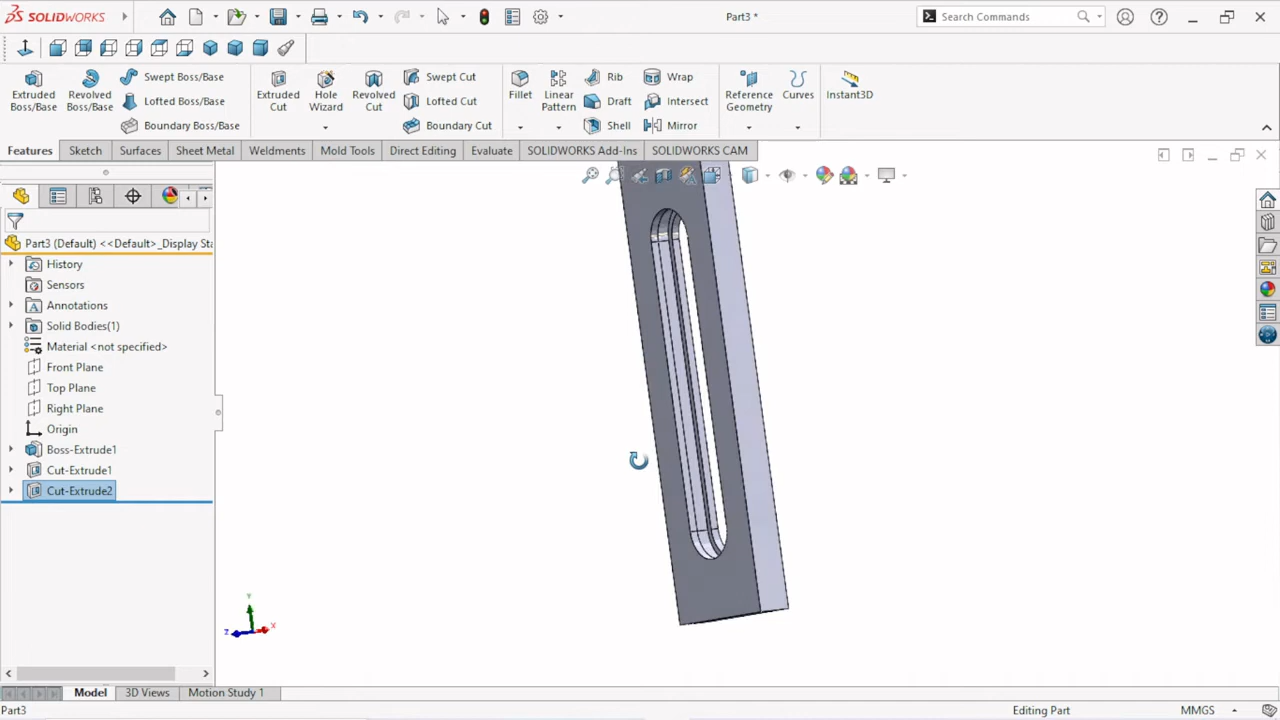 SOLIDWORKS
Part3 *
Search Commands
Extruded Boss/Base
Revolved Boss/Base
Swept Boss/Base
Lofted Boss/Base
Boundary Boss/Base
Extruded Cut
Hole Wizard
Revolved Cut
Swept Cut
Lofted Cut
Boundary Cut
Fillet
Linear Pattern
Rib
Draft
Shell
Wrap
Intersect
Mirror
Reference Geometry
Curves
Instant3D
Features
Sketch
Surfaces
Sheet Metal
Weldments
Mold Tools
Direct Editing
Evaluate
SOLIDWORKS Add-Ins
SOLIDWORKS CAM
Part3 (Default) <<Default>_Display Sta
History
Sensors
Annotations
Solid Bodies(1)
Material <not specified>
Front Plane
Top Plane
Right Plane
Origin
Boss-Extrude1
Cut-Extrude1
Cut-Extrude2
Y
Z
X
Model
3D Views
Motion Study 1
Part3
Editing Part
MMGS